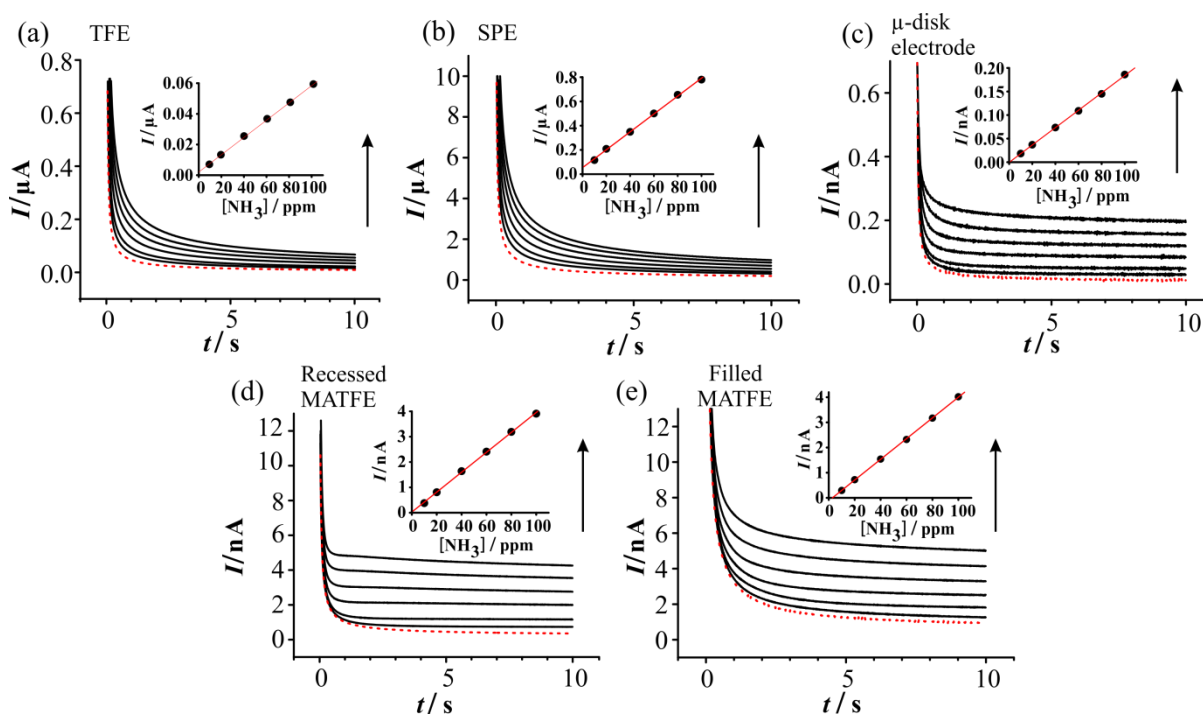 (a) TFE
I/µA
0.8
0.6
0.4
0.2
0.0
0 5 10
t/ s
I/µA
0.06
0.04
0.02
0.00
0 20 40 60 80 100
[NH3] / ppm
(b) SPE
I/µA
10
8
6
4
2
0
0 5 10
t/ s
I/µA
0.8
0.6
0.4
0.2
0.0
0 20 40 60 80 100
[NH3] / ppm
(c) µ-disk
electrode
I/nA
0.6
0.4
0.2
0.0
0 5 10
t/ s
I/nA
0.20
0.15
0.10
0.05
0.00
0 20 40 60 80 100
[NH3] / ppm
(d) Recessed
MATFE
I/nA
12
10
8
6
4
2
0
0 5 10
t/ s
I/nA
4
3
2
1
0
0 20 40 60 80 100
[NH3] / ppm
(e) Filled
MATFE
I/nA
12
10
8
6
4
2
0
0 5 10
t/ s
I/nA
4
3
2
1
0
0 20 40 60 80 100
[NH3] / ppm